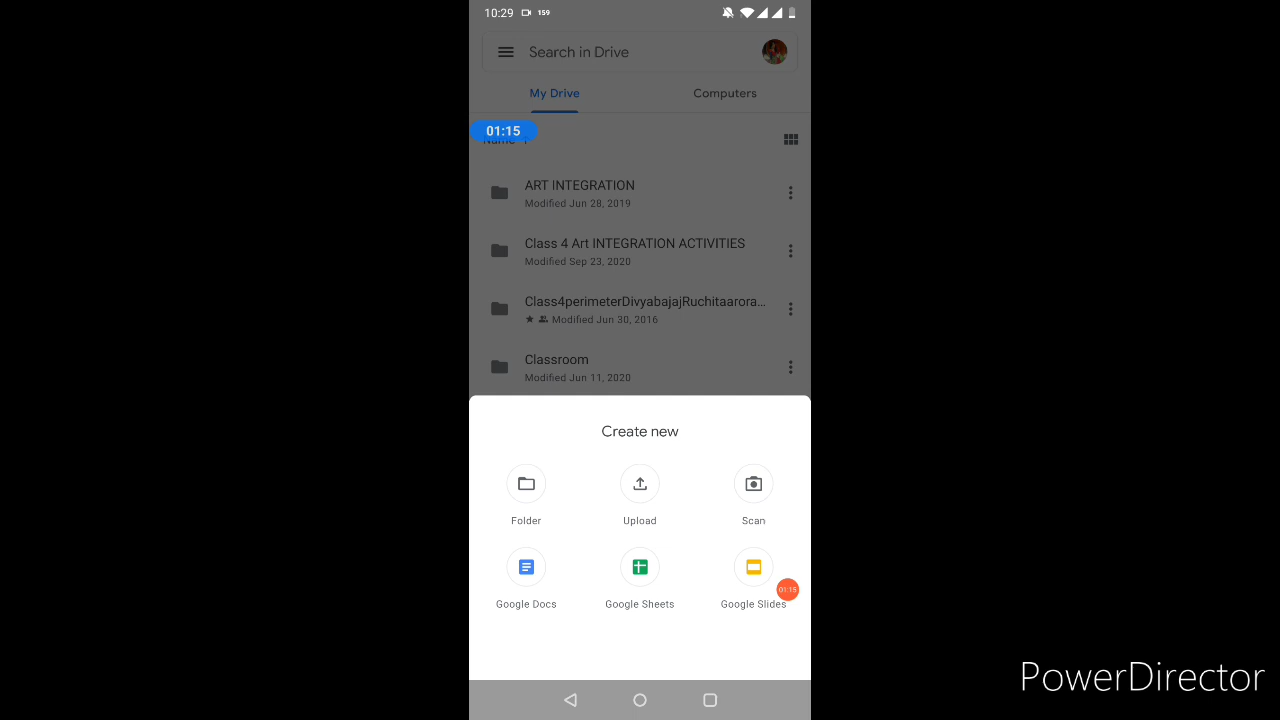 10:29 159
Search in Drive
My Drive Computers
01:15
Name
ART INTEGRATION
Modified Jun 28, 2019
Class 4 Art INTEGRATION ACTIVITIES
Modified Sep 23, 2020
Class4perimeterDivyabajajRuchitaarora...
Modified Jun 30, 2016
Classroom
Modified Jun 11, 2020
Create new
Folder Upload Scan
Google Docs Google Sheets Google Slides
01:15
PowerDirector